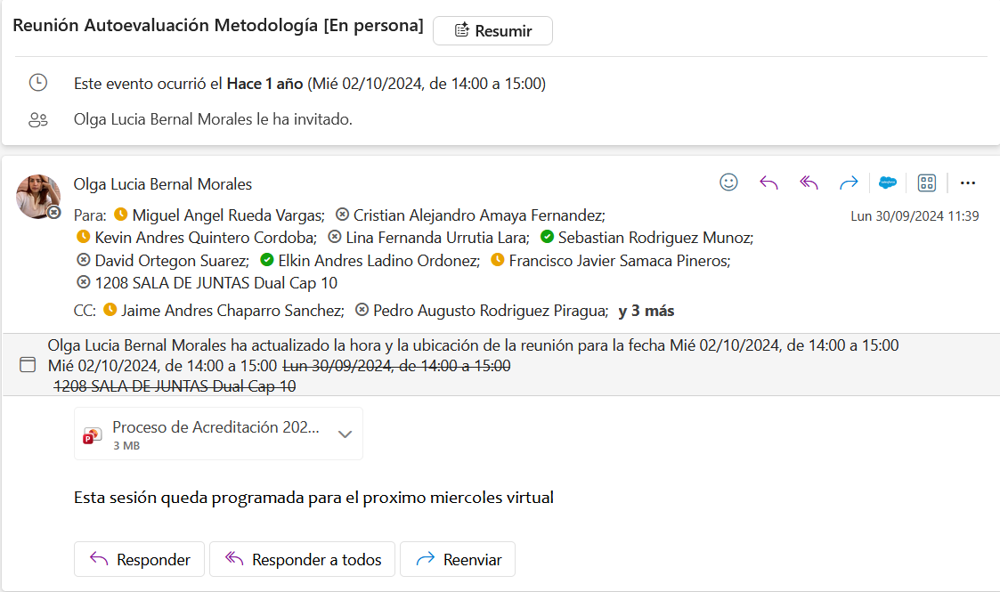 Reunión Autoevaluación Metodología [En persona]
Resumir
Este evento ocurrió el Hace 1 año (Mié 02/10/2024, de 14:00 a 15:00)
Olga Lucia Bernal Morales le ha invitado.
Olga Lucia Bernal Morales
Para: Miguel Angel Rueda Vargas; Cristian Alejandro Amaya Fernandez;
Lun 30/09/2024 11:39
Kevin Andres Quintero Cordoba; Lina Fernanda Urrutia Lara; Sebastian Rodriguez Munoz;
David Ortegon Suarez; Elkin Andres Ladino Ordonez; Francisco Javier Samaca Pineros;
1208 SALA DE JUNTAS Dual Cap 10
CC: Jaime Andres Chaparro Sanchez; Pedro Augusto Rodriguez Piragua; y 3 más
Olga Lucia Bernal Morales ha actualizado la hora y la ubicación de la reunión para la fecha Mié 02/10/2024, de 14:00 a 15:00
Mié 02/10/2024, de 14:00 a 15:00 Lun 30/09/2024, de 14:00 a 15:00
1208 SALA DE JUNTAS Dual Cap 10
Proceso de Acreditación 202...
3 MB
Esta sesión queda programada para el proximo miercoles virtual
Responder
Responder a todos
Reenviar